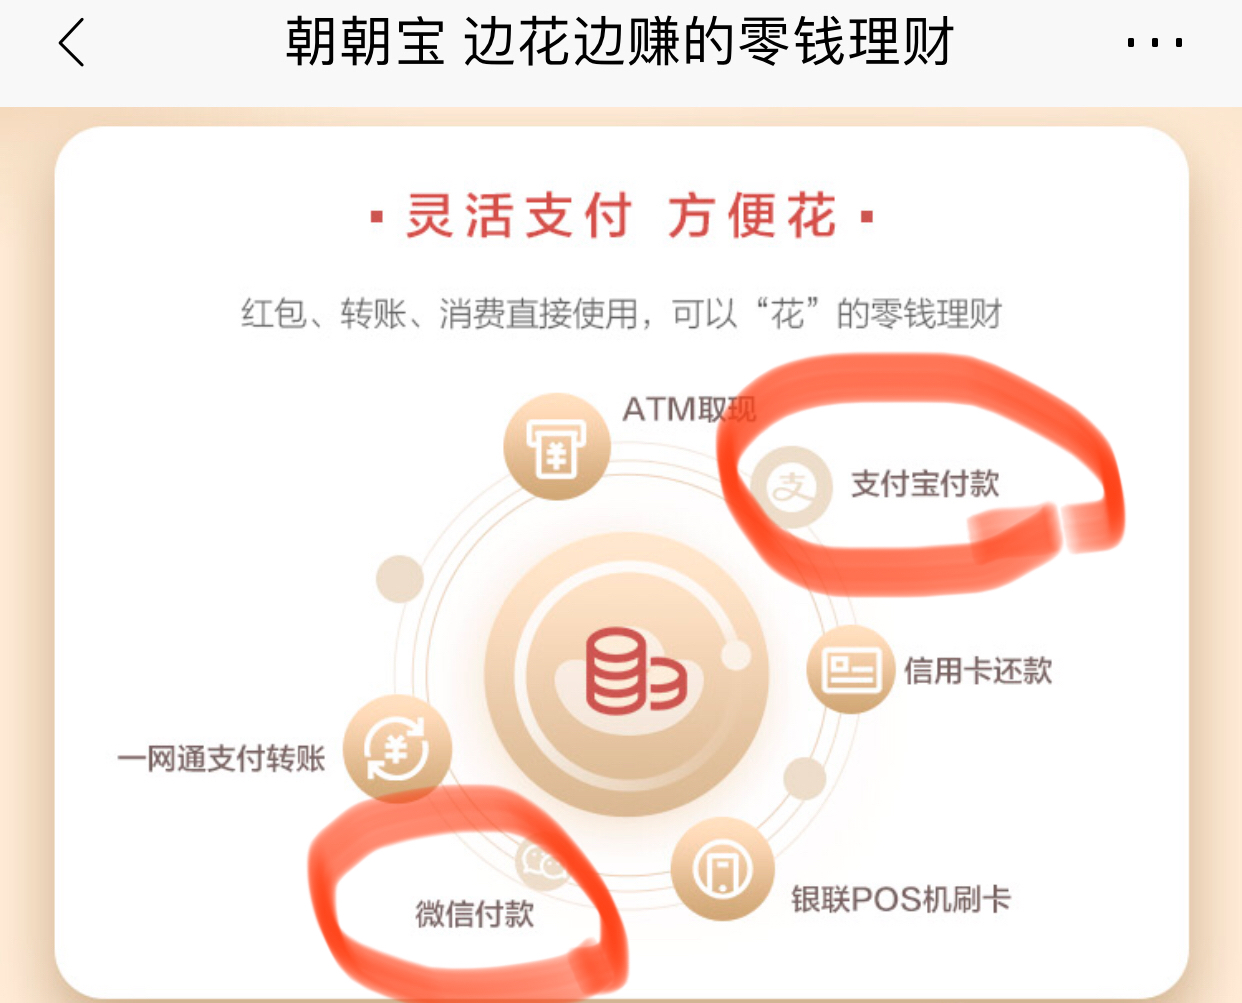 朝朝宝 边花边赚的零钱理财
▪ 灵活支付 方便花 ▪
红包、转账、消费直接使用，可以“花”的零钱理财
ATM取现
支
支付宝付款
信用卡还款
一网通支付转账
微信付款
银联POS机刷卡